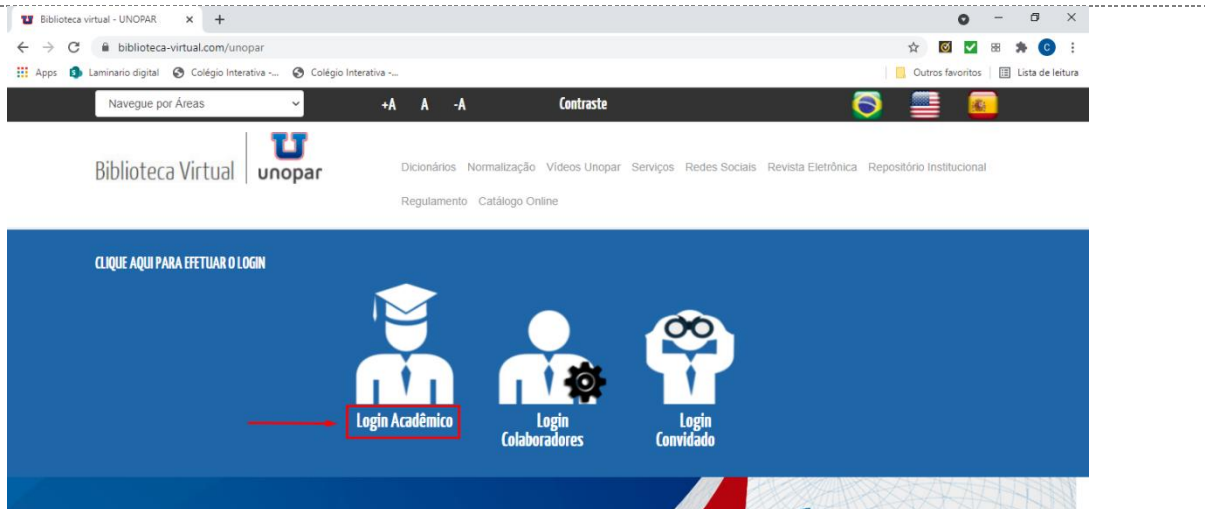 Biblioteca virtual - UNOPAR
biblioteca-virtual.com/unopar
Apps Laminario digital Colégio Interativa -... Colégio Interativa -... Outros favoritos Lista de leitura
Navegue por Áreas +A A -A Contraste
Biblioteca Virtual unopar
Dicionários Normalização Vídeos Unopar Serviços Redes Sociais Revista Eletrônica Repositório Institucional
Regulamento Catálogo Online
CLIQUE AQUI PARA EFETUAR O LOGIN
Login Acadêmico
Login
Colaboradores
Login
Convidado